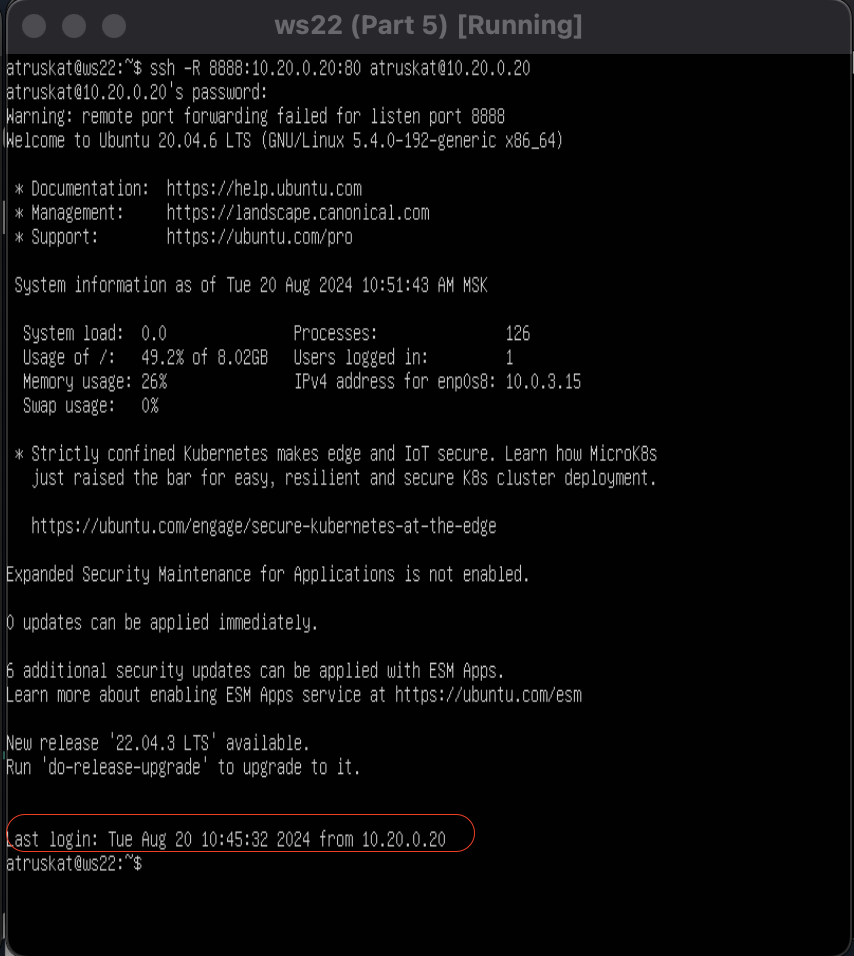 ws22 (Part 5) [Running]
atruskat@ws22:~$ ssh -R 8888:10.20.0.20:80 atruskat@10.20.0.20
atruskat@10.20.0.20's password:
Warning: remote port forwarding failed for listen port 8888
Welcome to Ubuntu 20.04.6 LTS (GNU/Linux 5.4.0-192-generic x86_64)
* Documentation:  https://help.ubuntu.com
* Management:     https://landscape.canonical.com
* Support:        https://ubuntu.com/pro
System information as of Tue 20 Aug 2024 10:51:43 AM MSK
System load:  0.0               Processes:               126
Usage of /:   49.2% of 8.02GB   Users logged in:         1
Memory usage: 26%               IPv4 address for enp0s8: 10.0.3.15
Swap usage:   0%
* Strictly confined Kubernetes makes edge and IoT secure. Learn how MicroK8s
just raised the bar for easy, resilient and secure K8s cluster deployment.
https://ubuntu.com/engage/secure-kubernetes-at-the-edge
Expanded Security Maintenance for Applications is not enabled.
0 updates can be applied immediately.
6 additional security updates can be applied with ESM Apps.
Learn more about enabling ESM Apps service at https://ubuntu.com/esm
New release '22.04.3 LTS' available.
Run 'do-release-upgrade' to upgrade to it.
Last login: Tue Aug 20 10:45:32 2024 from 10.20.0.20
atruskat@ws22:~$